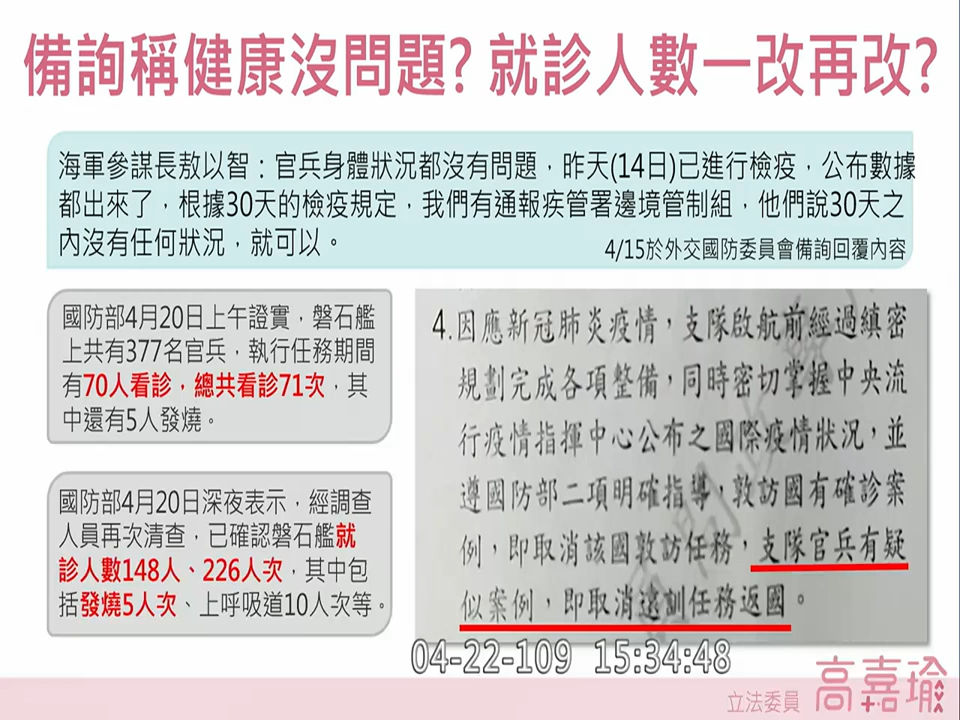 備詢稱健康沒問題? 就診人數一改再改?
海軍參謀長敖以智：官兵身體狀況都沒有問題，昨天(14日)已進行檢疫，公布數據
都出來了，根據30天的檢疫規定，我們有通報疾管署邊境管制組，他們說30天之
內沒有任何狀況，就可以。
4/15於外交國防委員會備詢回覆內容
國防部4月20日上午證實，磐石艦
上共有377名官兵，執行任務期間
有70人看診，總共看診71次，其
中還有5人發燒。
國防部4月20日深夜表示，經調查
人員再次清查，已確認磐石艦就
診人數148人、226人次，其中包
括發燒5人次、上呼吸道10人次等。
4.因應新冠肺炎疫情，支隊啟航前經過縝密
規劃完成各項整備，同時密切掌握中央流
行疫情指揮中心公布之國際疫情狀況，並
遵國防部二項明確指導，敦訪國有確診案
例，即取消該國敦訪任務，支隊官兵有疑
似案例，即取消遠訓任務返國。
04-22-109 15:34:48
立法委員 高嘉瑜